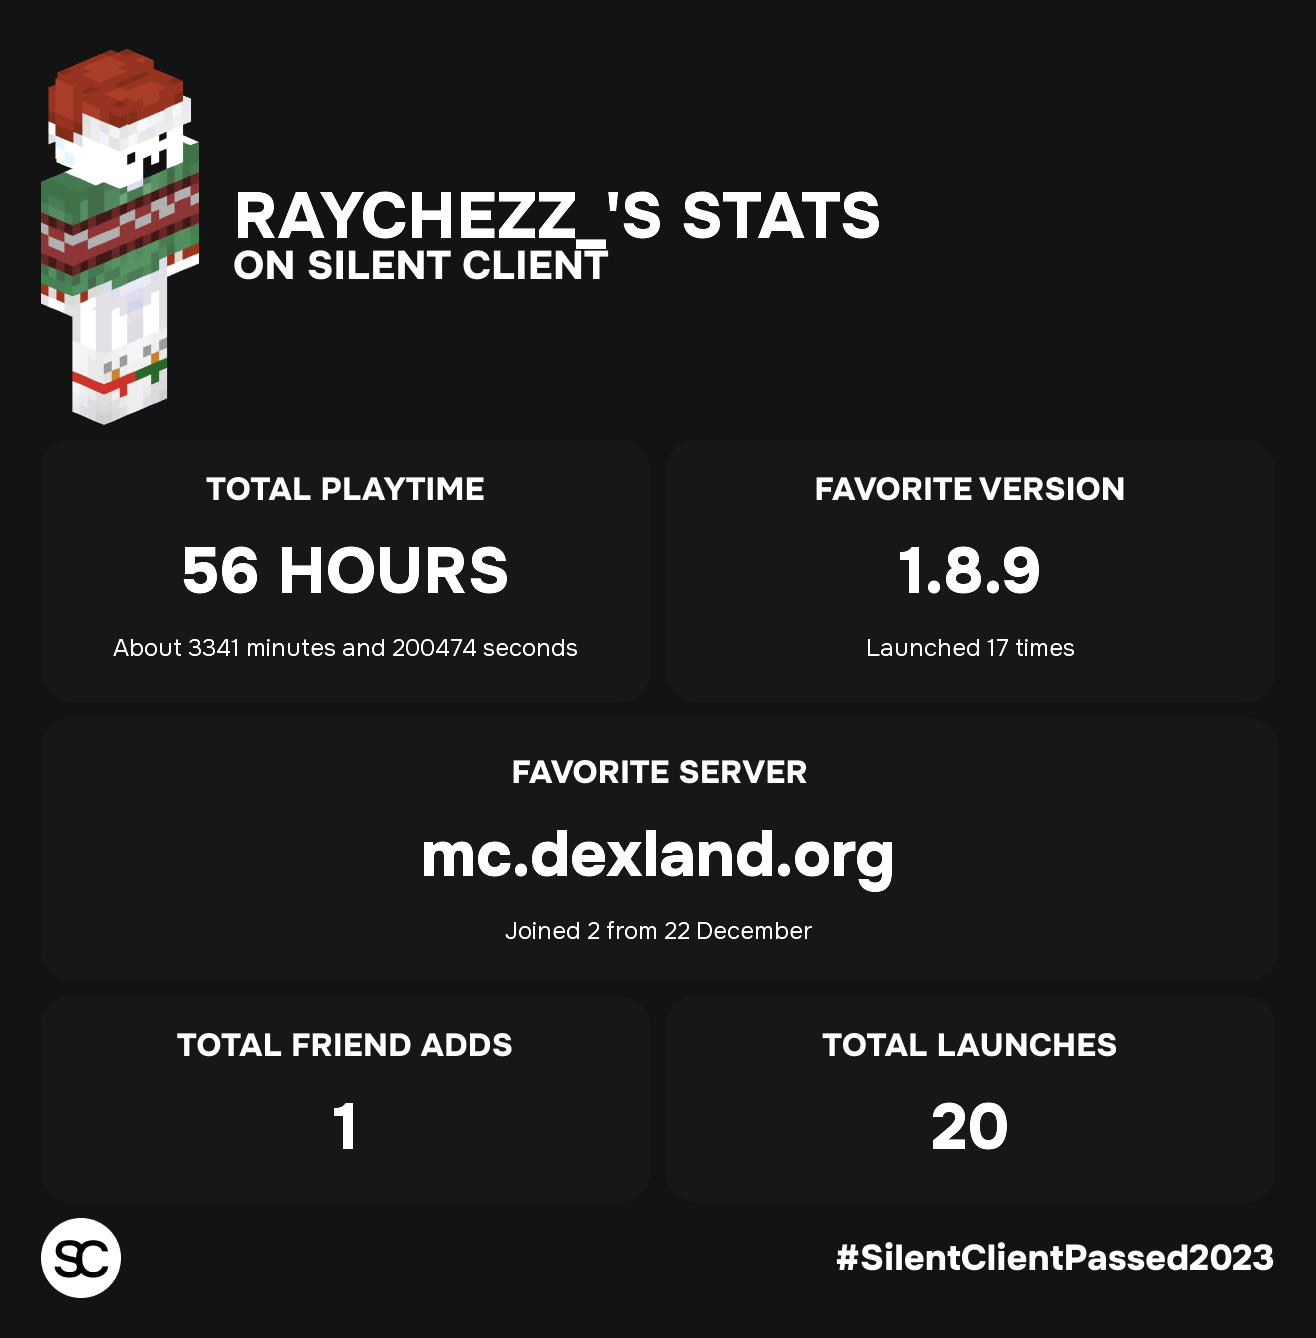 RAYCHEZZ_'S STATS
ON SILENT CLIENT
TOTAL PLAYTIME
56 HOURS
About 3341 minutes and 200474 seconds
FAVORITE VERSION
1.8.9
Launched 17 times
FAVORITE SERVER
mc.dexland.org
Joined 2 from 22 December
TOTAL FRIEND ADDS
1
TOTAL LAUNCHES
20
SC
#SilentClientPassed2023